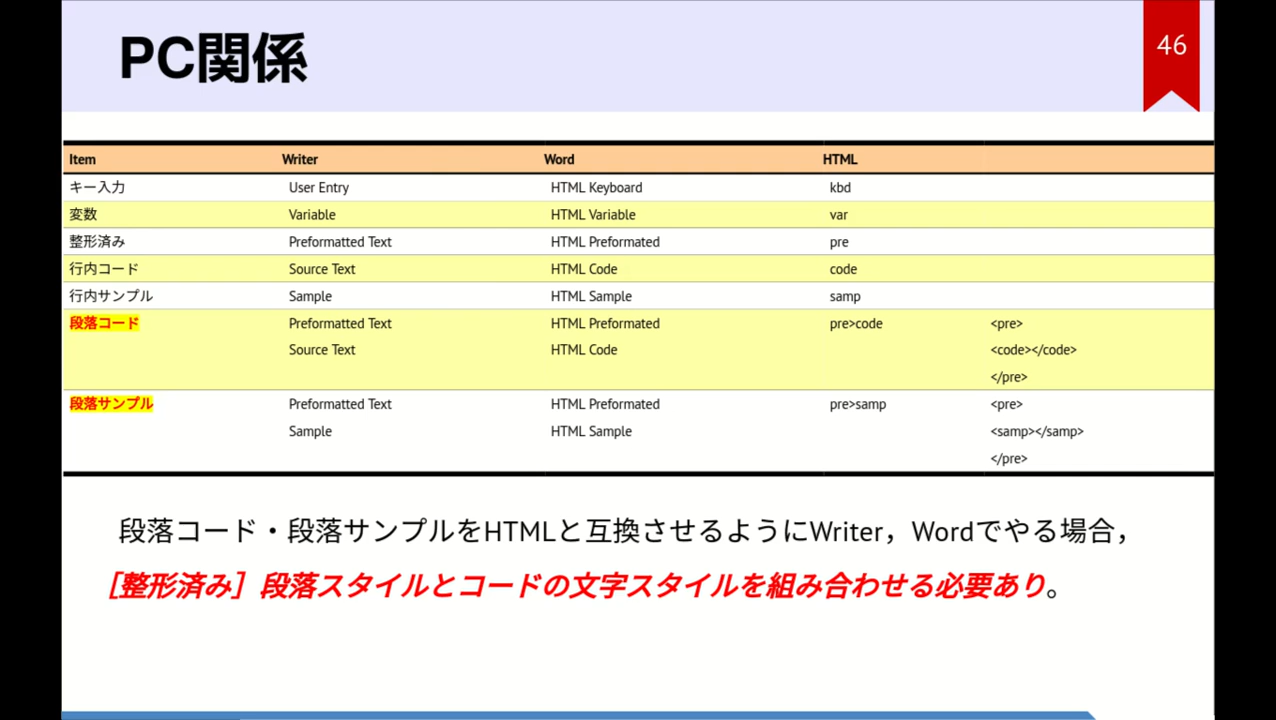 PC関係
46
Item Writer Word HTML
キー入力 User Entry HTML Keyboard kbd
変数 Variable HTML Variable var
整形済み Preformatted Text HTML Preformated pre
行内コード Source Text HTML Code code
行内サンプル Sample HTML Sample samp
段落コード Preformatted Text HTML Preformated pre>code <pre>
Source Text HTML Code <code></code>
</pre>
段落サンプル Preformatted Text HTML Preformated pre>samp <pre>
Sample HTML Sample <samp></samp>
</pre>
段落コード・段落サンプルをHTMLと互換させるようにWriter，Wordでやる場合，
［整形済み］段落スタイルとコードの文字スタイルを組み合わせる必要あり。